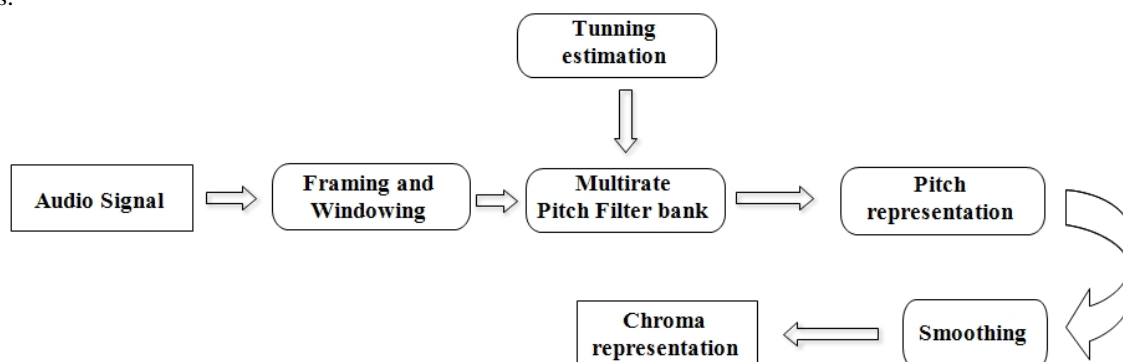 s.
Tunning
estimation
Audio Signal
Framing and
Windowing
Multirate
Pitch Filter bank
Pitch
representation
Smoothing
Chroma
representation